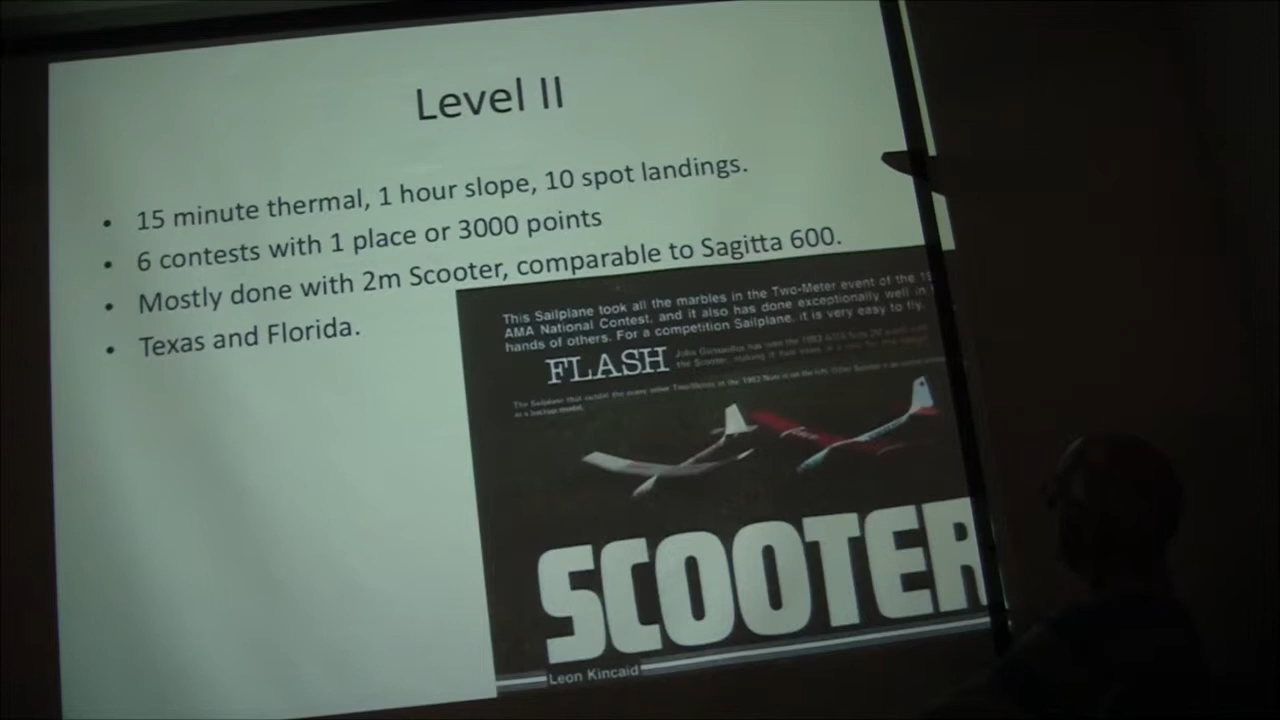 Level II
• 15 minute thermal, 1 hour slope, 10 spot landings.
• 6 contests with 1 place or 3000 points
• Mostly done with 2m Scooter, comparable to Sagitta 600.
• Texas and Florida.
This Sailplane took all the marbles in the Two-Meter event of the
AMA National Contest, and it also has done exceptionally well in
hands of others. For a competition Sailplane, it is very easy to fly.
FLASH
SCOOTER
Leon Kincaid